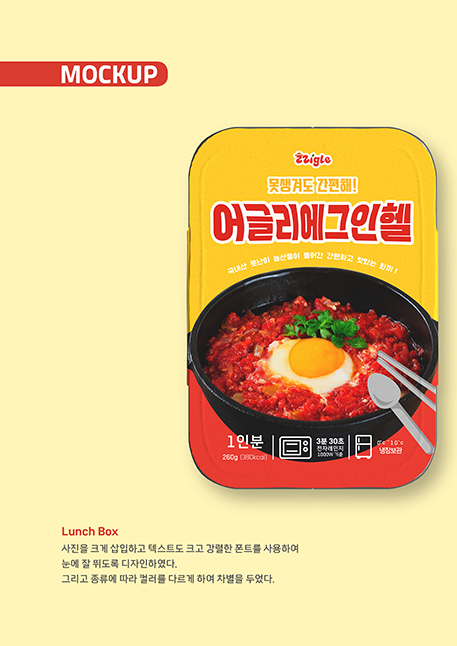 MOCKUP
zzigle
못생겨도 간편해!
어글리에그인헬
국내산 못난이 농산물이 들어간 간편하고 맛있는 한끼!
1인분
260g (380kcal)
3분 30초
전자레인지
1000W 기준
0˚c~10˚c
냉장보관
Lunch Box
사진을 크게 삽입하고 텍스트도 크고 강렬한 폰트를 사용하여
눈에 잘 뛰도록 디자인하였다.
그리고 종류에 따라 컬러를 다르게 하여 차별을 두었다.